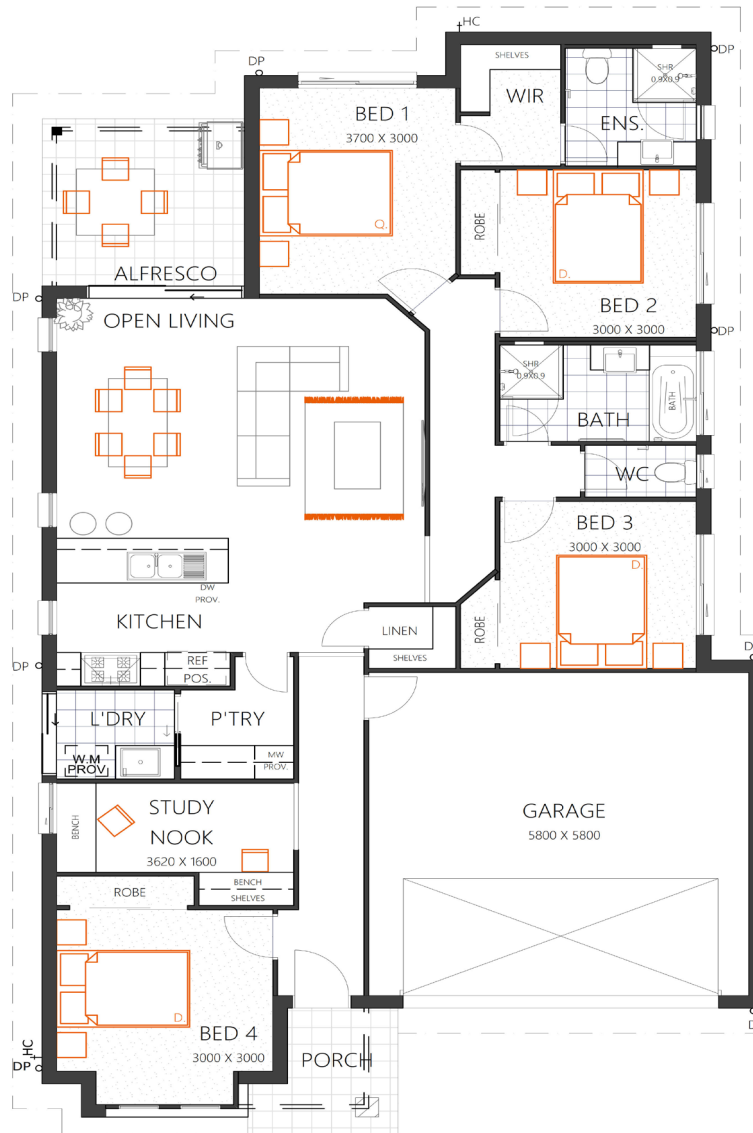 HC
DP
DP
SHELVES
SHR
0.9X0.9
WIR
BED 1
3700 X 3000
ENS.
Q.
ROBE
D.
ALFRESCO
BED 2
3000 X 3000
DP
OPEN LIVING
DP
SHR
0.9X0.9
BATH
BATH
WC
BED 3
3000 X 3000
D.
DW
PROV.
KITCHEN
LINEN
ROBE
SHELVES
REF
POS.
DP
L'DRY
P'TRY
W.M
PROV
MW
PROV.
STUDY
NOOK
3620 X 1600
BENCH
GARAGE
5800 X 5800
BENCH
SHELVES
ROBE
D.
BED 4
3000 X 3000
PORCH
HC
DP